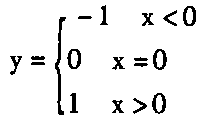 y = { -1 x < 0
0 x = 0
1 x > 0